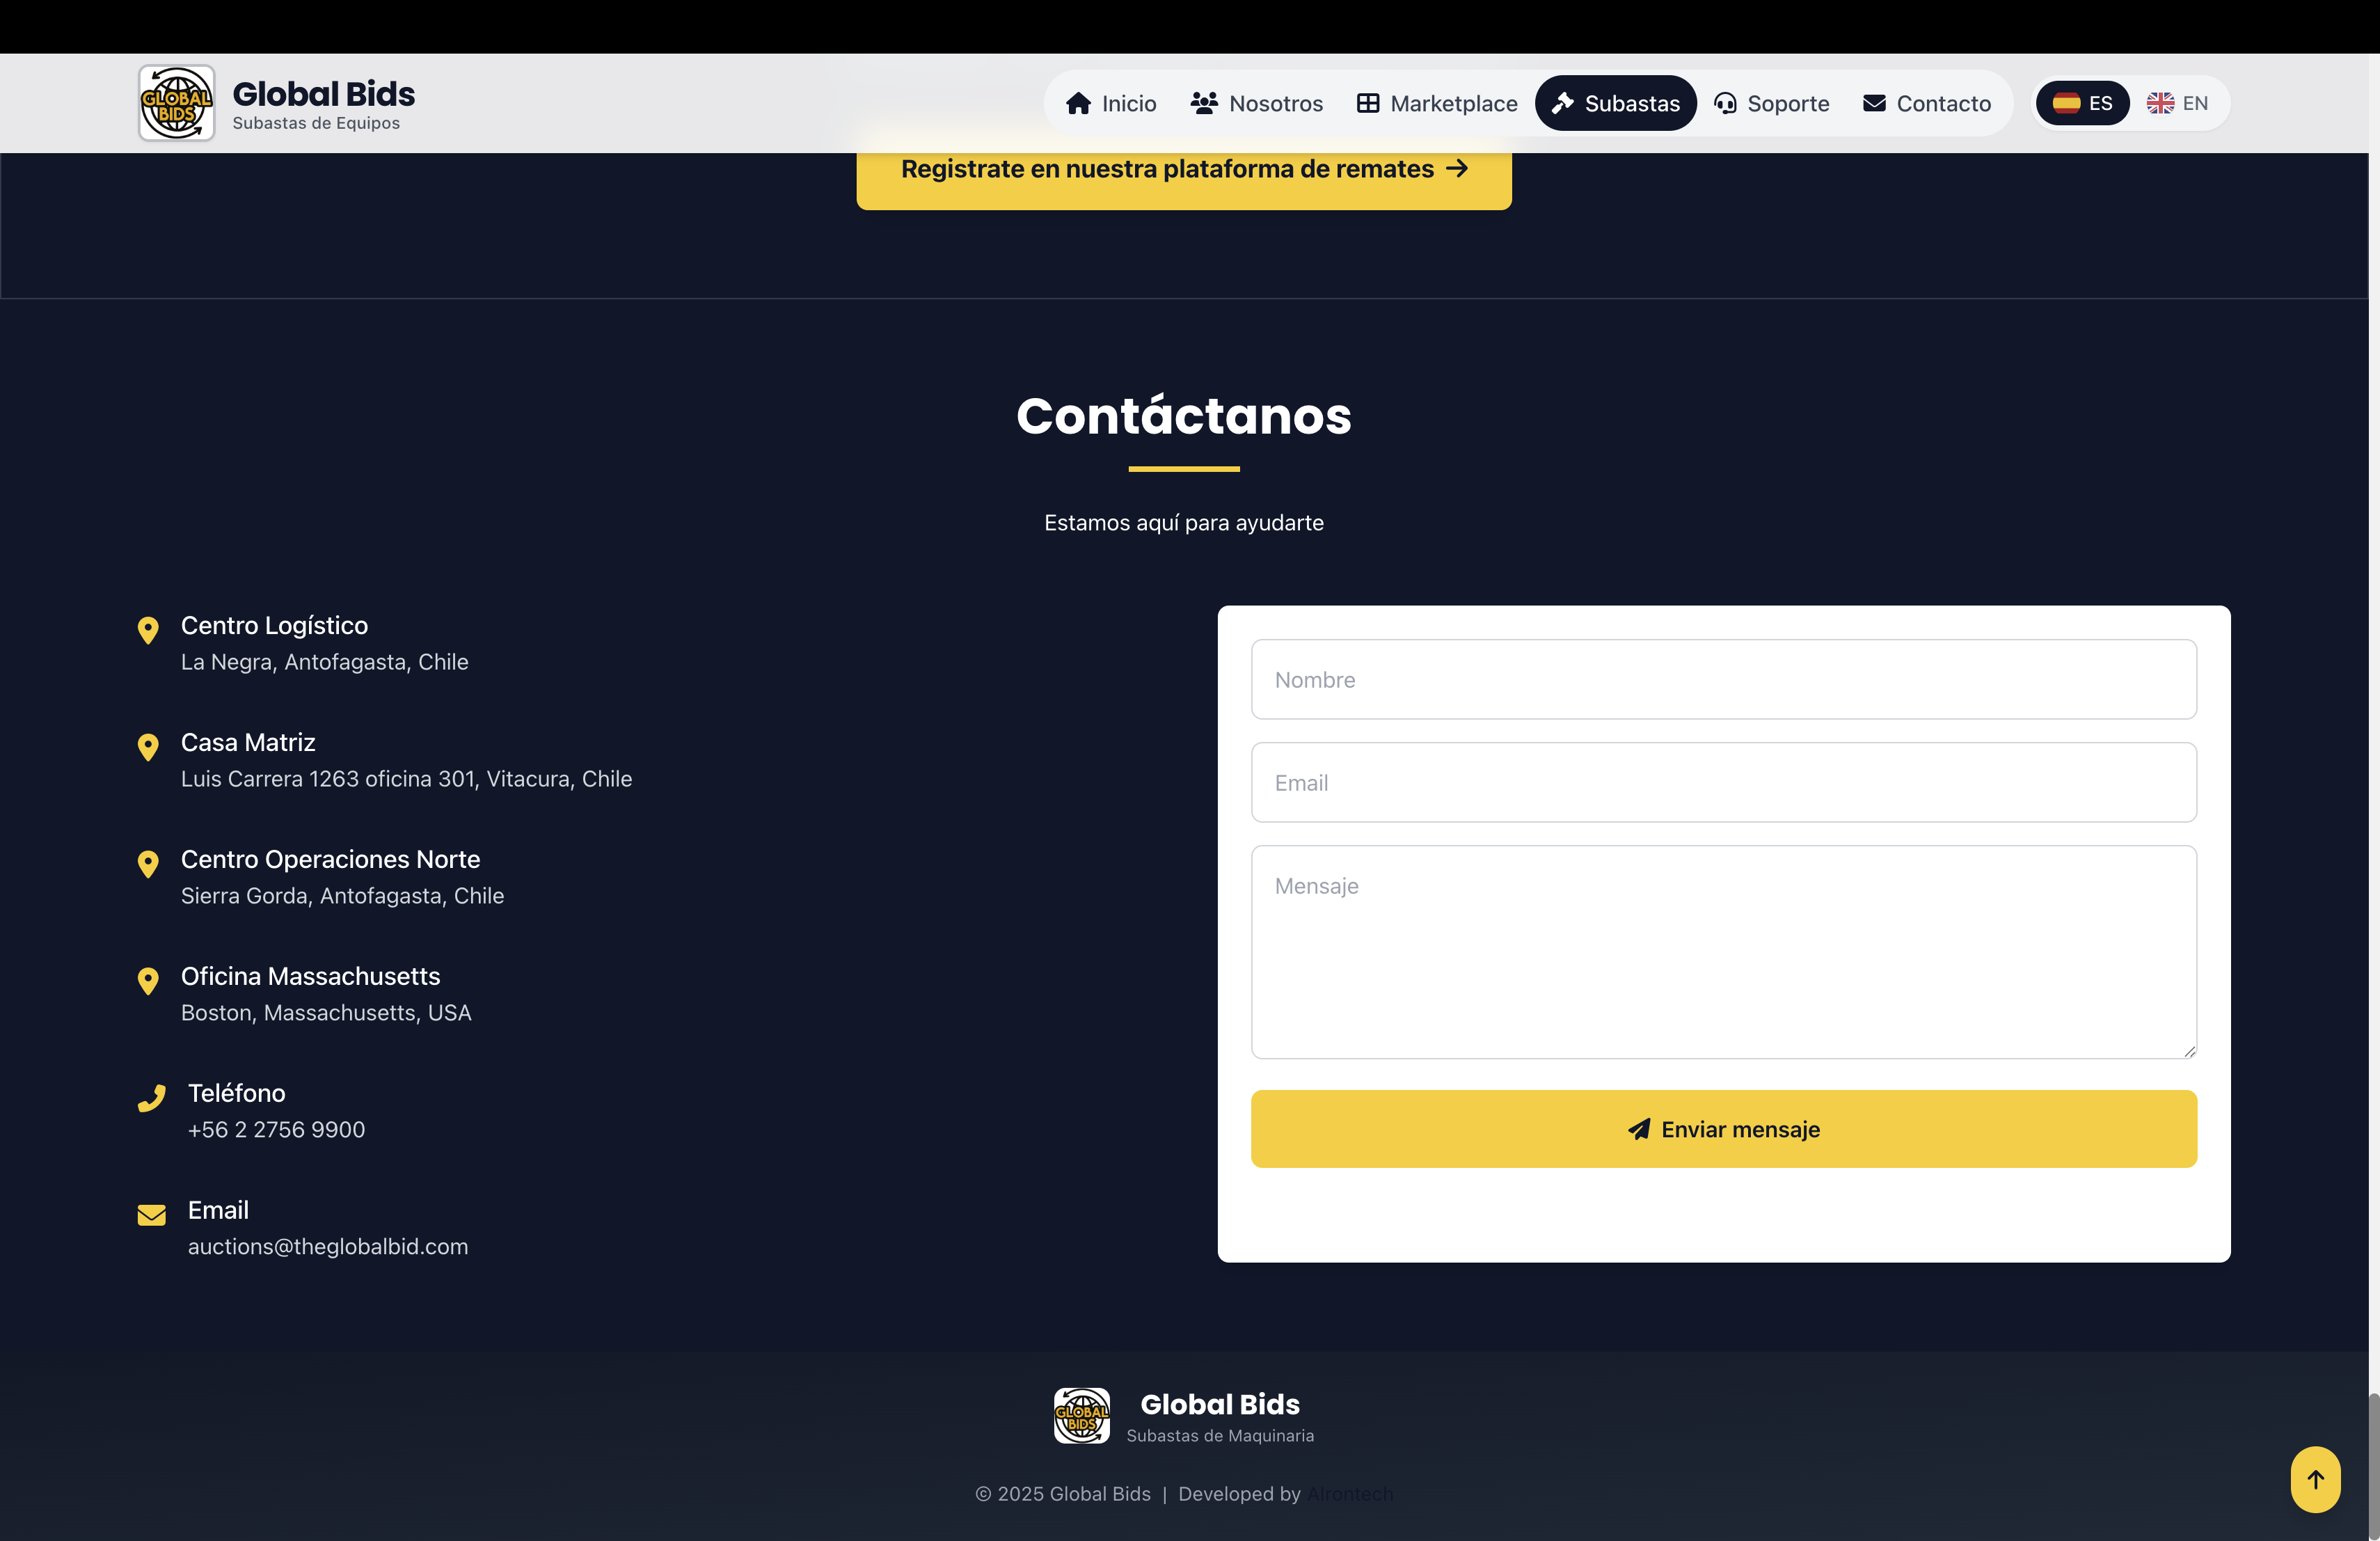 GLOBAL
BIDS
Global Bids
Subastas de Equipos
Inicio
Nosotros
Marketplace
Subastas
Soporte
Contacto
ES
EN
Registrate en nuestra plataforma de remates
Contáctanos
Estamos aquí para ayudarte
Centro Logístico
La Negra, Antofagasta, Chile
Casa Matriz
Luis Carrera 1263 oficina 301, Vitacura, Chile
Centro Operaciones Norte
Sierra Gorda, Antofagasta, Chile
Oficina Massachusetts
Boston, Massachusetts, USA
Teléfono
+56 2 2756 9900
Email
auctions@theglobalbid.com
Nombre
Email
Mensaje
Enviar mensaje
GLOBAL
BIDS
Global Bids
Subastas de Maquinaria
© 2025 Global Bids | Developed by AIrontech